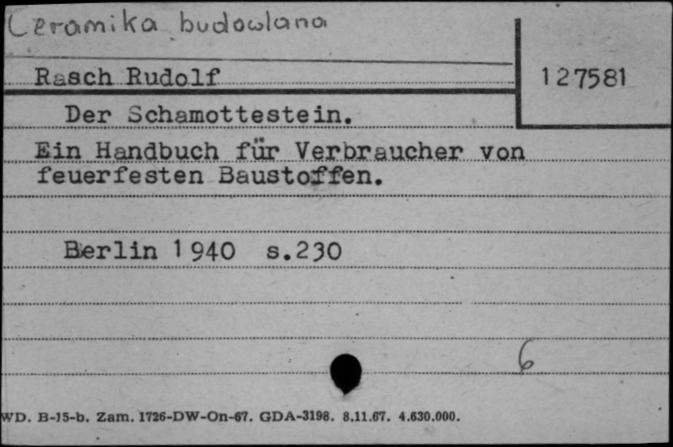 Ceramika budowlana
Rasch Rudolf
127581
Der Schamottestein.
Ein Handbuch für Verbraucher von
feuerfesten Baustoffen.
Berlin 1940 s.230
6
WD. B-15-b. Zam. 1726-DW-On-67. GDA-3198. 8.11.67. 4.630.000.